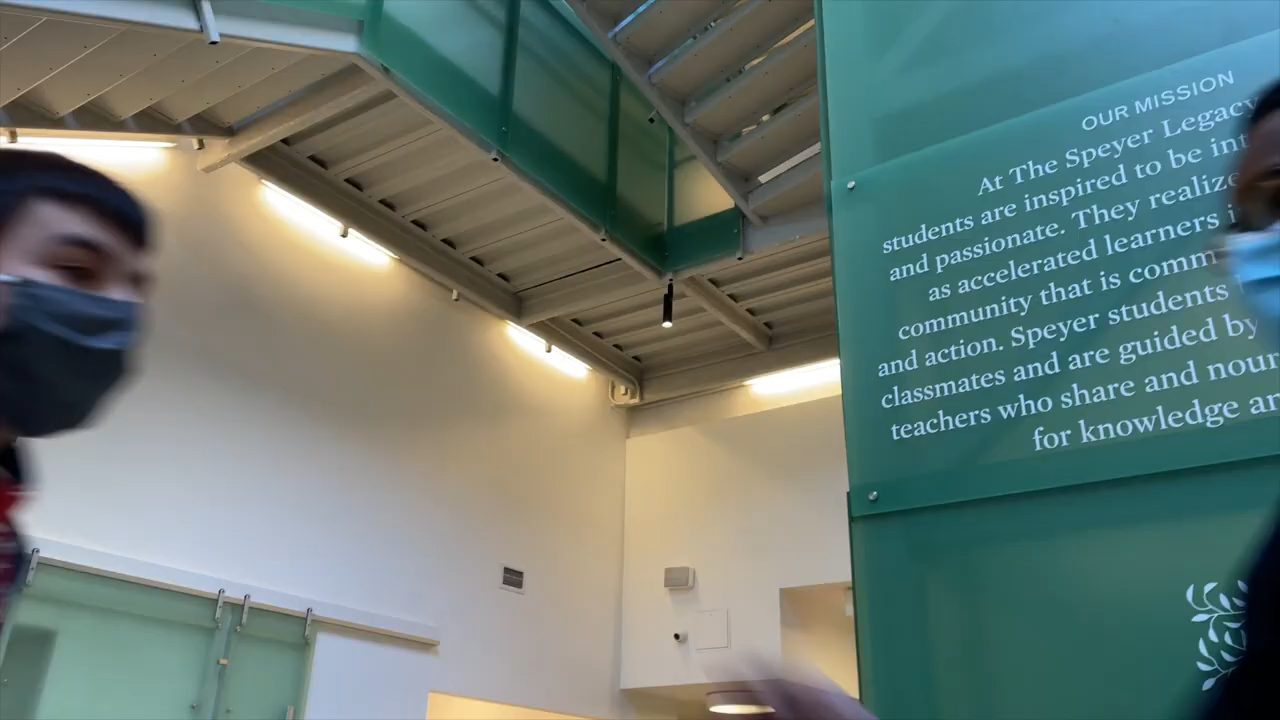 OUR MISSION
At The Speyer Legacy
students are inspired to be int
and passionate. They realize
as accelerated learners i
community that is comm
and action. Speyer students
classmates and are guided by
teachers who share and nour
for knowledge an